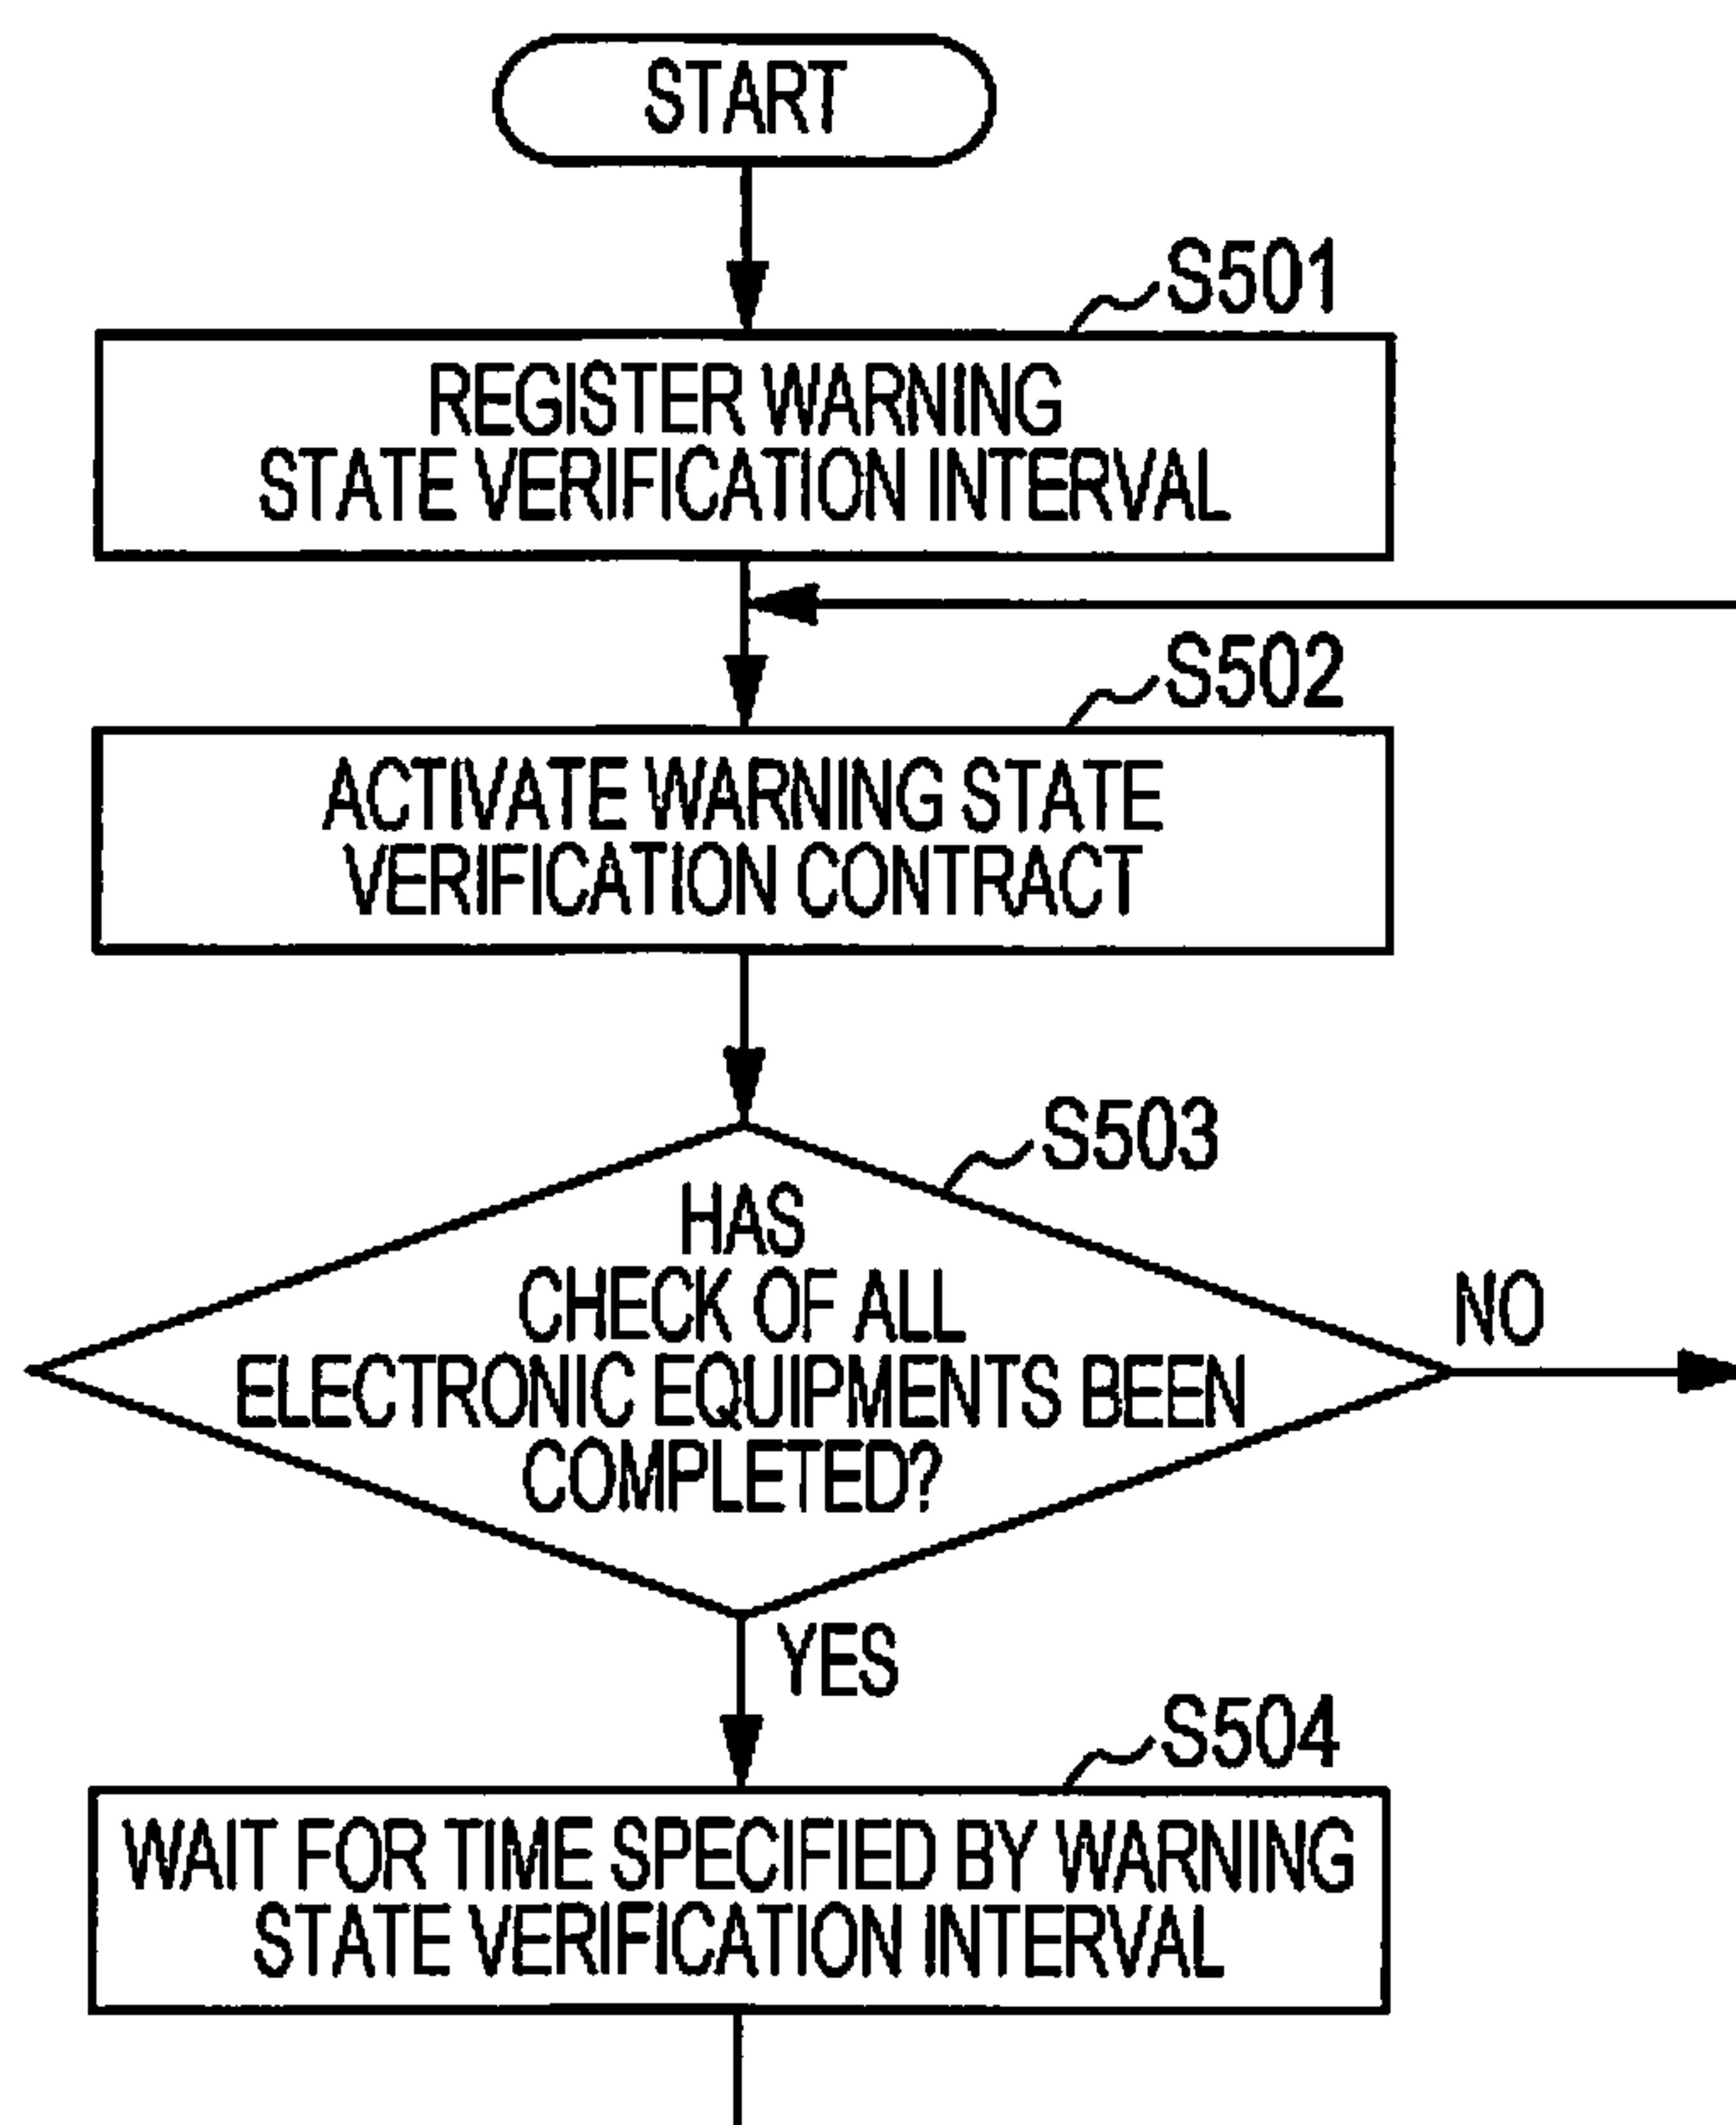 START
S501
REGISTER WARNING
STATE VERIFICATION INTERVAL
S502
ACTIVATE WARNING STATE
VERIFICATION CONTRACT
S503
HAS
CHECK OF ALL
ELECTRONIC EQUIPMENTS BEEN
COMPLETED?
NO
YES
S504
WAIT FOR TIME SPECIFIED BY WARNING
STATE VERIFICATION INTERVAL